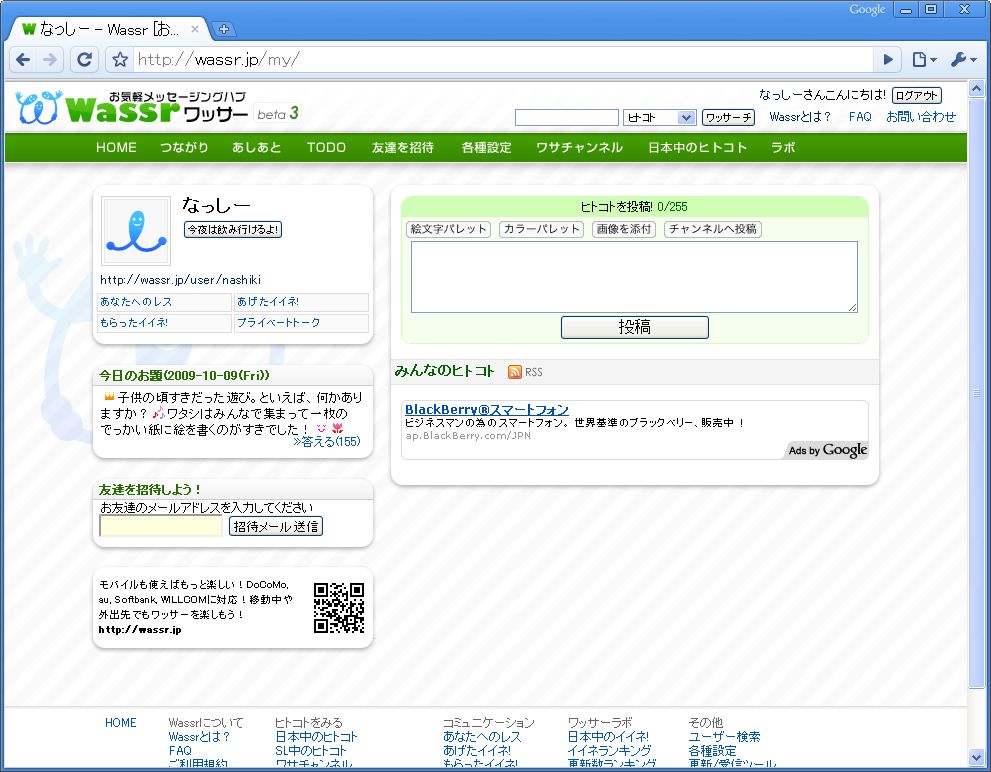 Google
なっしー - Wassr [お...
http://wassr.jp/my/
お気軽メッセージングハブ
Wassr ワッサー beta 3
なっしーさんこんにちは! ログアウト
ヒトコト ワッサーチ Wassrとは？ FAQ お問い合わせ
HOME つながり あしあと TODO 友達を招待 各種設定 ワサチャンネル 日本中のヒトコト ラボ
なっしー
今夜は飲み行けるよ!
http://wassr.jp/user/nashiki
あなたへのレス あげたイイネ!
もらったイイネ! プライベートトーク
ヒトコトを投稿! 0/255
絵文字パレット カラーパレット 画像を添付 チャンネルへ投稿
投稿
みんなのヒトコト RSS
BlackBerry®スマートフォン
ビジネスマンの為のスマートフォン。世界基準のブラックベリー、販売中！
ap.BlackBerry.com/JPN
Ads by Google
今日のお題(2009-10-09(Fri))
子供の頃すきだった遊び。といえば、何かあり
ますか？ワタシはみんなで集まって一枚の
でっかい紙に絵を書くのがすきでした！
≫答える(155)
友達を招待しよう！
お友達のメールアドレスを入力してください
招待メール送信
モバイルも使えばもっと楽しい！DoCoMo,
au, Softbank, WILLCOMに対応！移動中や
外出先でもワッサーを楽しもう！
http://wassr.jp
HOME Wassrについて ヒトコトをみる コミュニケーション ワッサーラボ その他
Wassrとは？ 日本中のヒトコト あなたへのレス 日本中のイイネ! ユーザー検索
FAQ SL中のヒトコト あげたイイネ! イイネランキング 各種設定
ご利用規約 ワサチャンネル もらったイイネ! 更新数ランキング 更新/受信ツール